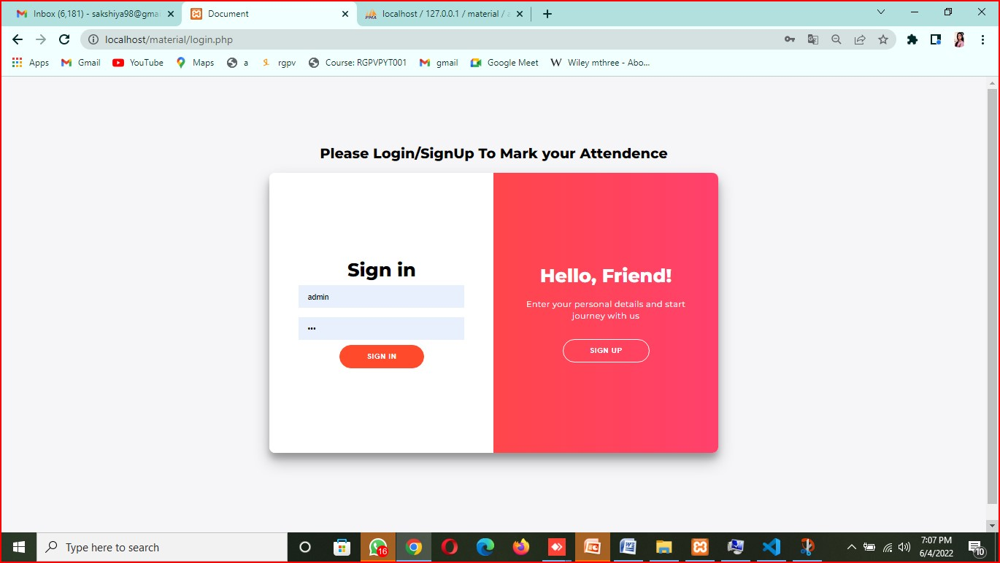 Inbox (6,181) - sakshiya98@gmai
Document
localhost / 127.0.0.1 / material / a
localhost/material/login.php
Apps
Gmail
YouTube
Maps
a
rgpv
Course: RGPVPYT001
gmail
Google Meet
W Wiley mthree - Abo...
Please Login/SignUp To Mark your Attendence
Sign in
admin
•••
SIGN IN
Hello, Friend!
Enter your personal details and start
journey with us
SIGN UP
Type here to search
16
7:07 PM
6/4/2022
10